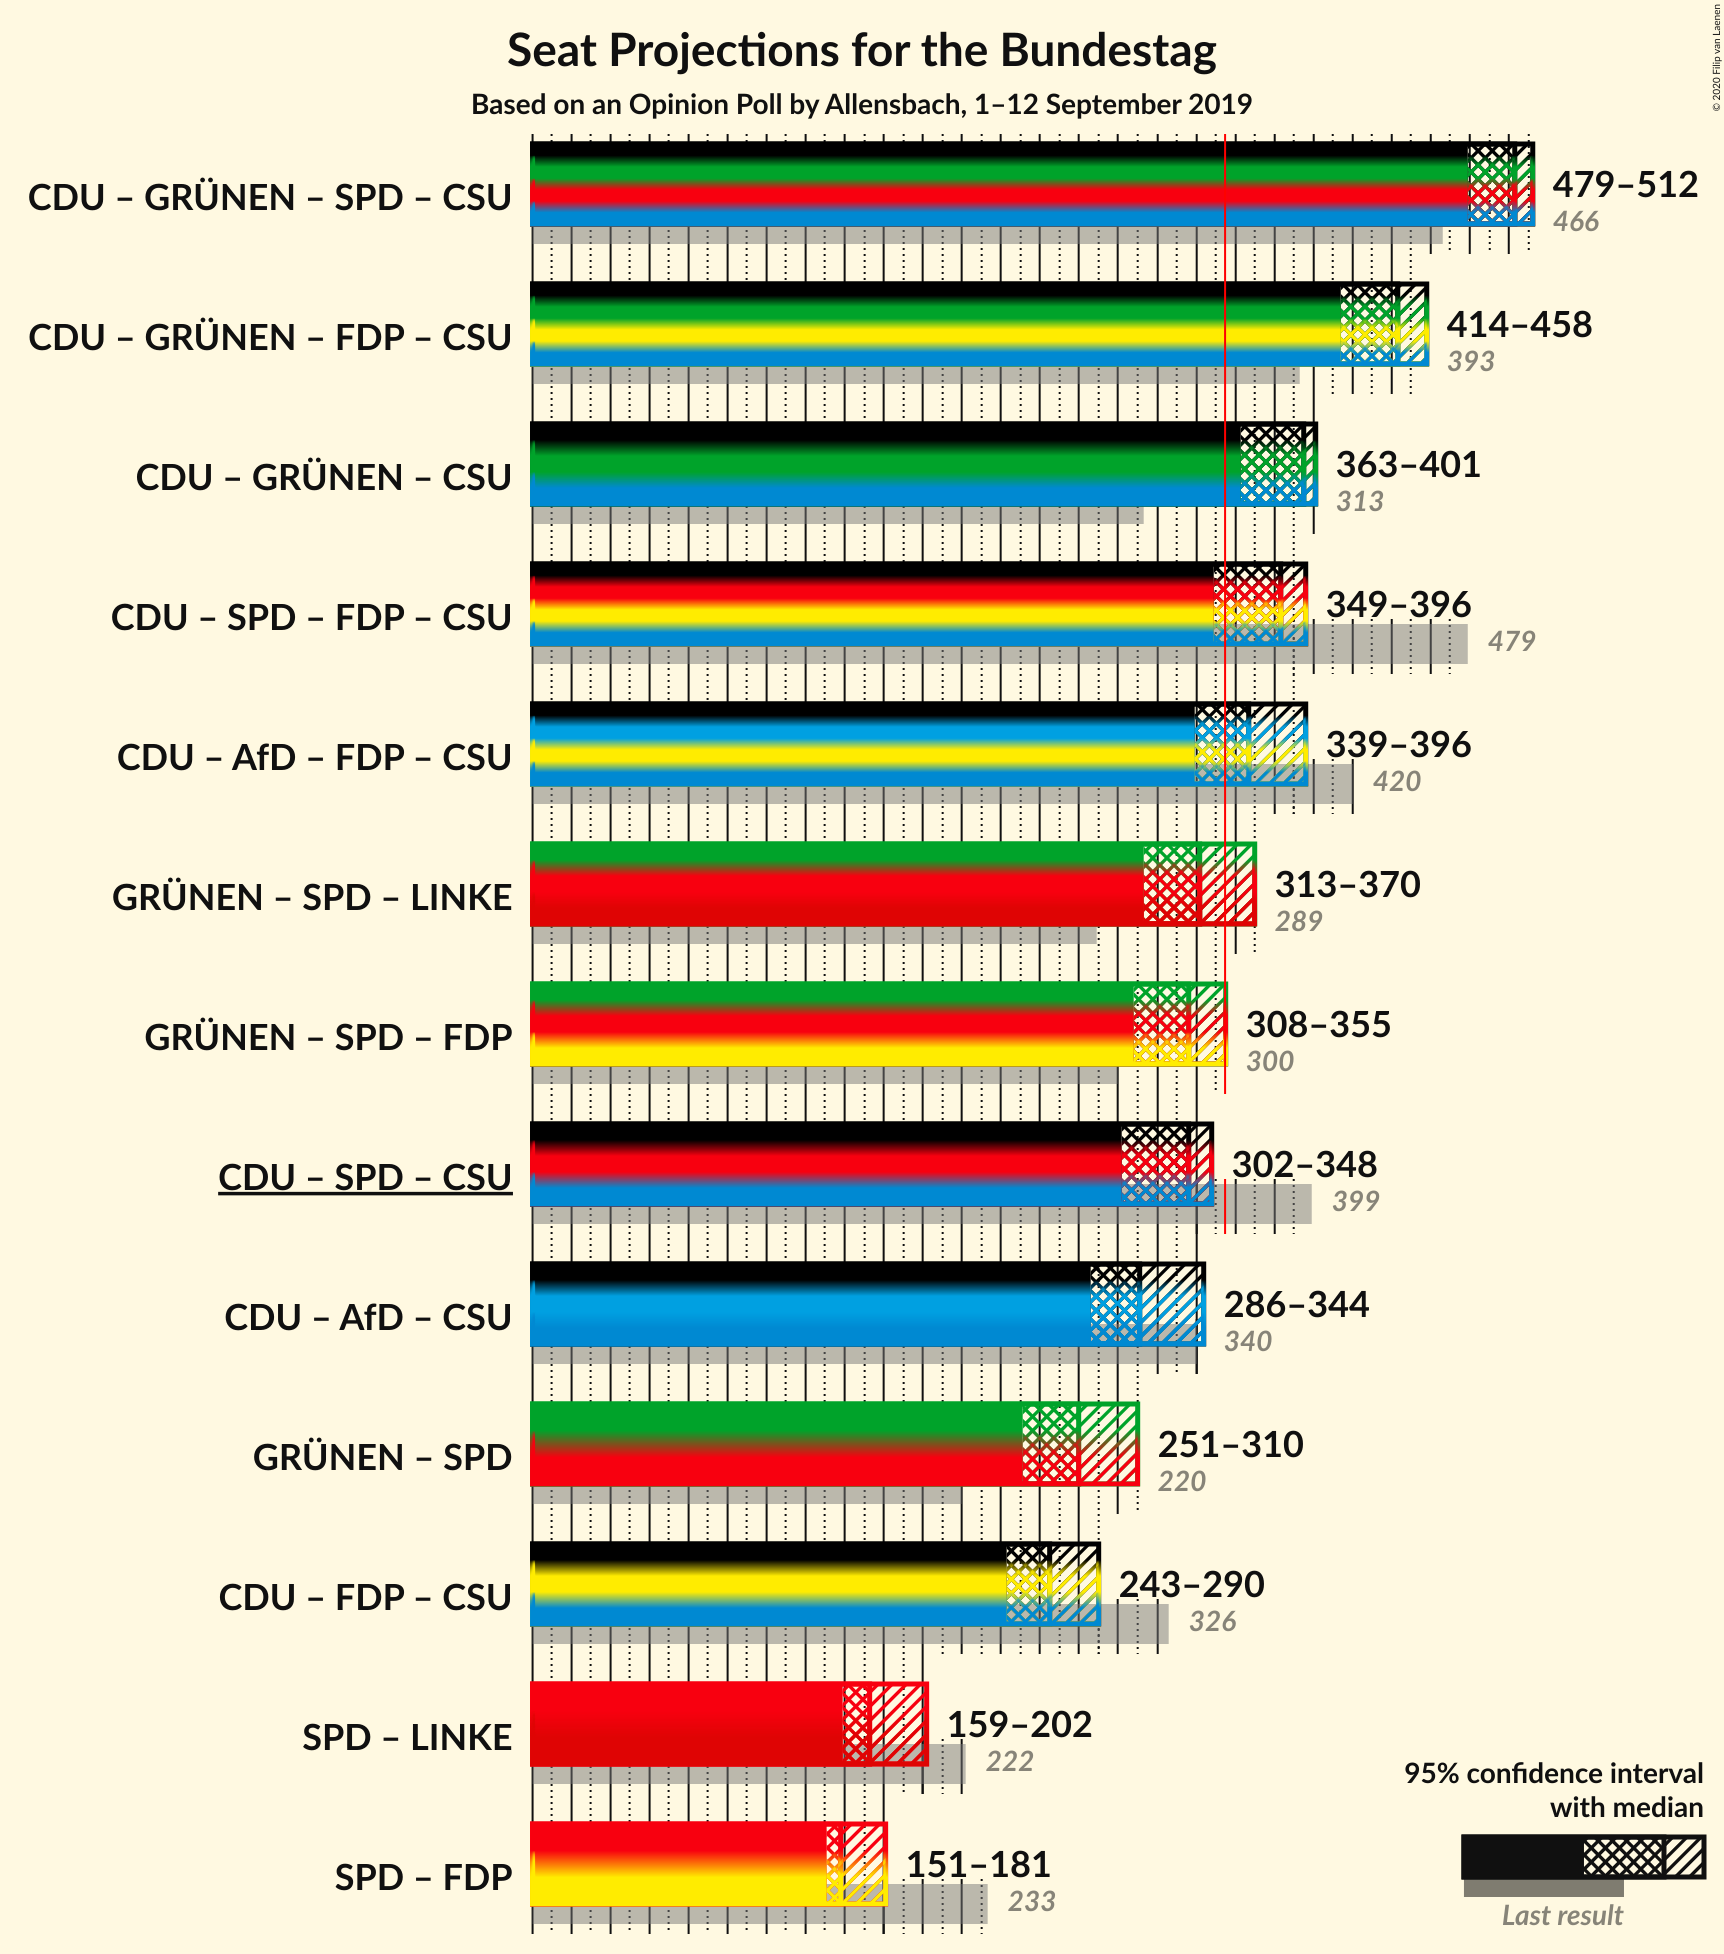 Seat Projections for the Bundestag
Based on an Opinion Poll by Allensbach, 1–12 September 2019
© 2020 Filip van Laenen
CDU – GRÜNEN – SPD – CSU
479–512
466
CDU – GRÜNEN – FDP – CSU
414–458
393
CDU – GRÜNEN – CSU
363–401
313
CDU – SPD – FDP – CSU
349–396
479
CDU – AfD – FDP – CSU
339–396
420
GRÜNEN – SPD – LINKE
313–370
289
GRÜNEN – SPD – FDP
308–355
300
CDU – SPD – CSU
302–348
399
CDU – AfD – CSU
286–344
340
GRÜNEN – SPD
251–310
220
CDU – FDP – CSU
243–290
326
SPD – LINKE
159–202
222
SPD – FDP
151–181
233
95% confidence interval
with median
Last result